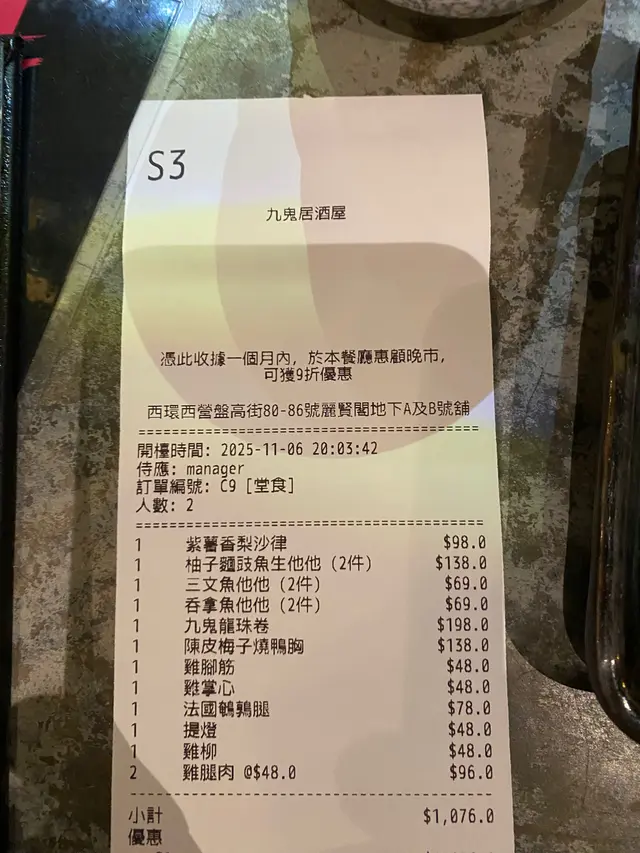 S3
九鬼居酒屋
憑此收據一個月內, 於本餐廳惠顧晚市,
可獲9折優惠
西環西營盤高街80-86號麗賢閣地下A及B號舖
開檯時間: 2025-11-06 20:03:42
侍應: manager
訂單編號: C9 [堂食]
人數: 2
1 紫薯香梨沙律 $98.0
1 柚子麵豉魚生他他 (2件) $138.0
1 三文魚他他 (2件) $69.0
1 吞拿魚他他 (2件) $69.0
1 九鬼龍珠卷 $198.0
1 陳皮梅子燒鴨胸 $138.0
1 雞腳筋 $48.0
1 雞掌心 $48.0
1 法國鵪鶉腿 $78.0
1 提燈 $48.0
1 雞柳 $48.0
2 雞腿肉 @$48.0 $96.0
小計 $1,076.0
優惠